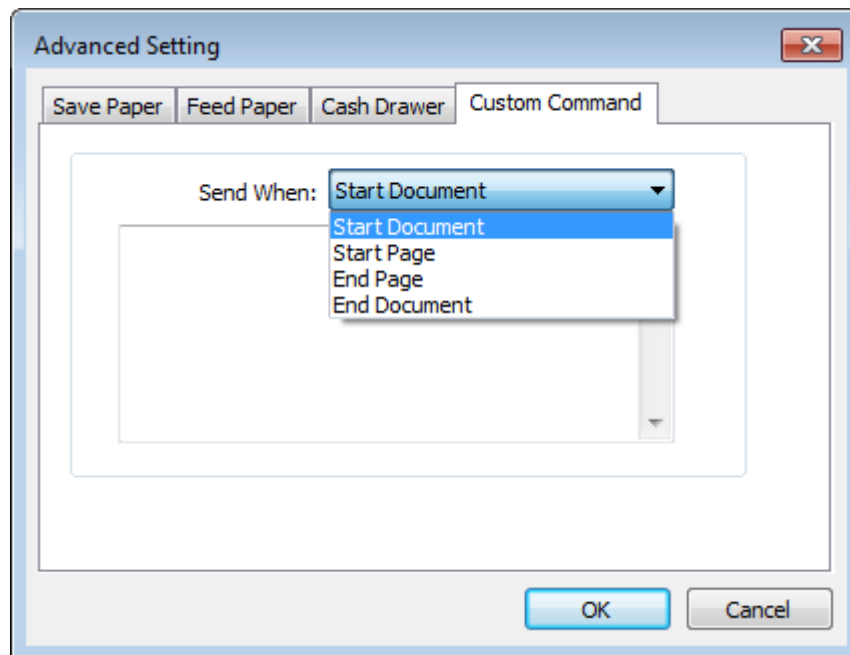 Advanced Setting
Save Paper Feed Paper Cash Drawer Custom Command
Send When: Start Document
Start Document
Start Page
End Page
End Document
OK Cancel